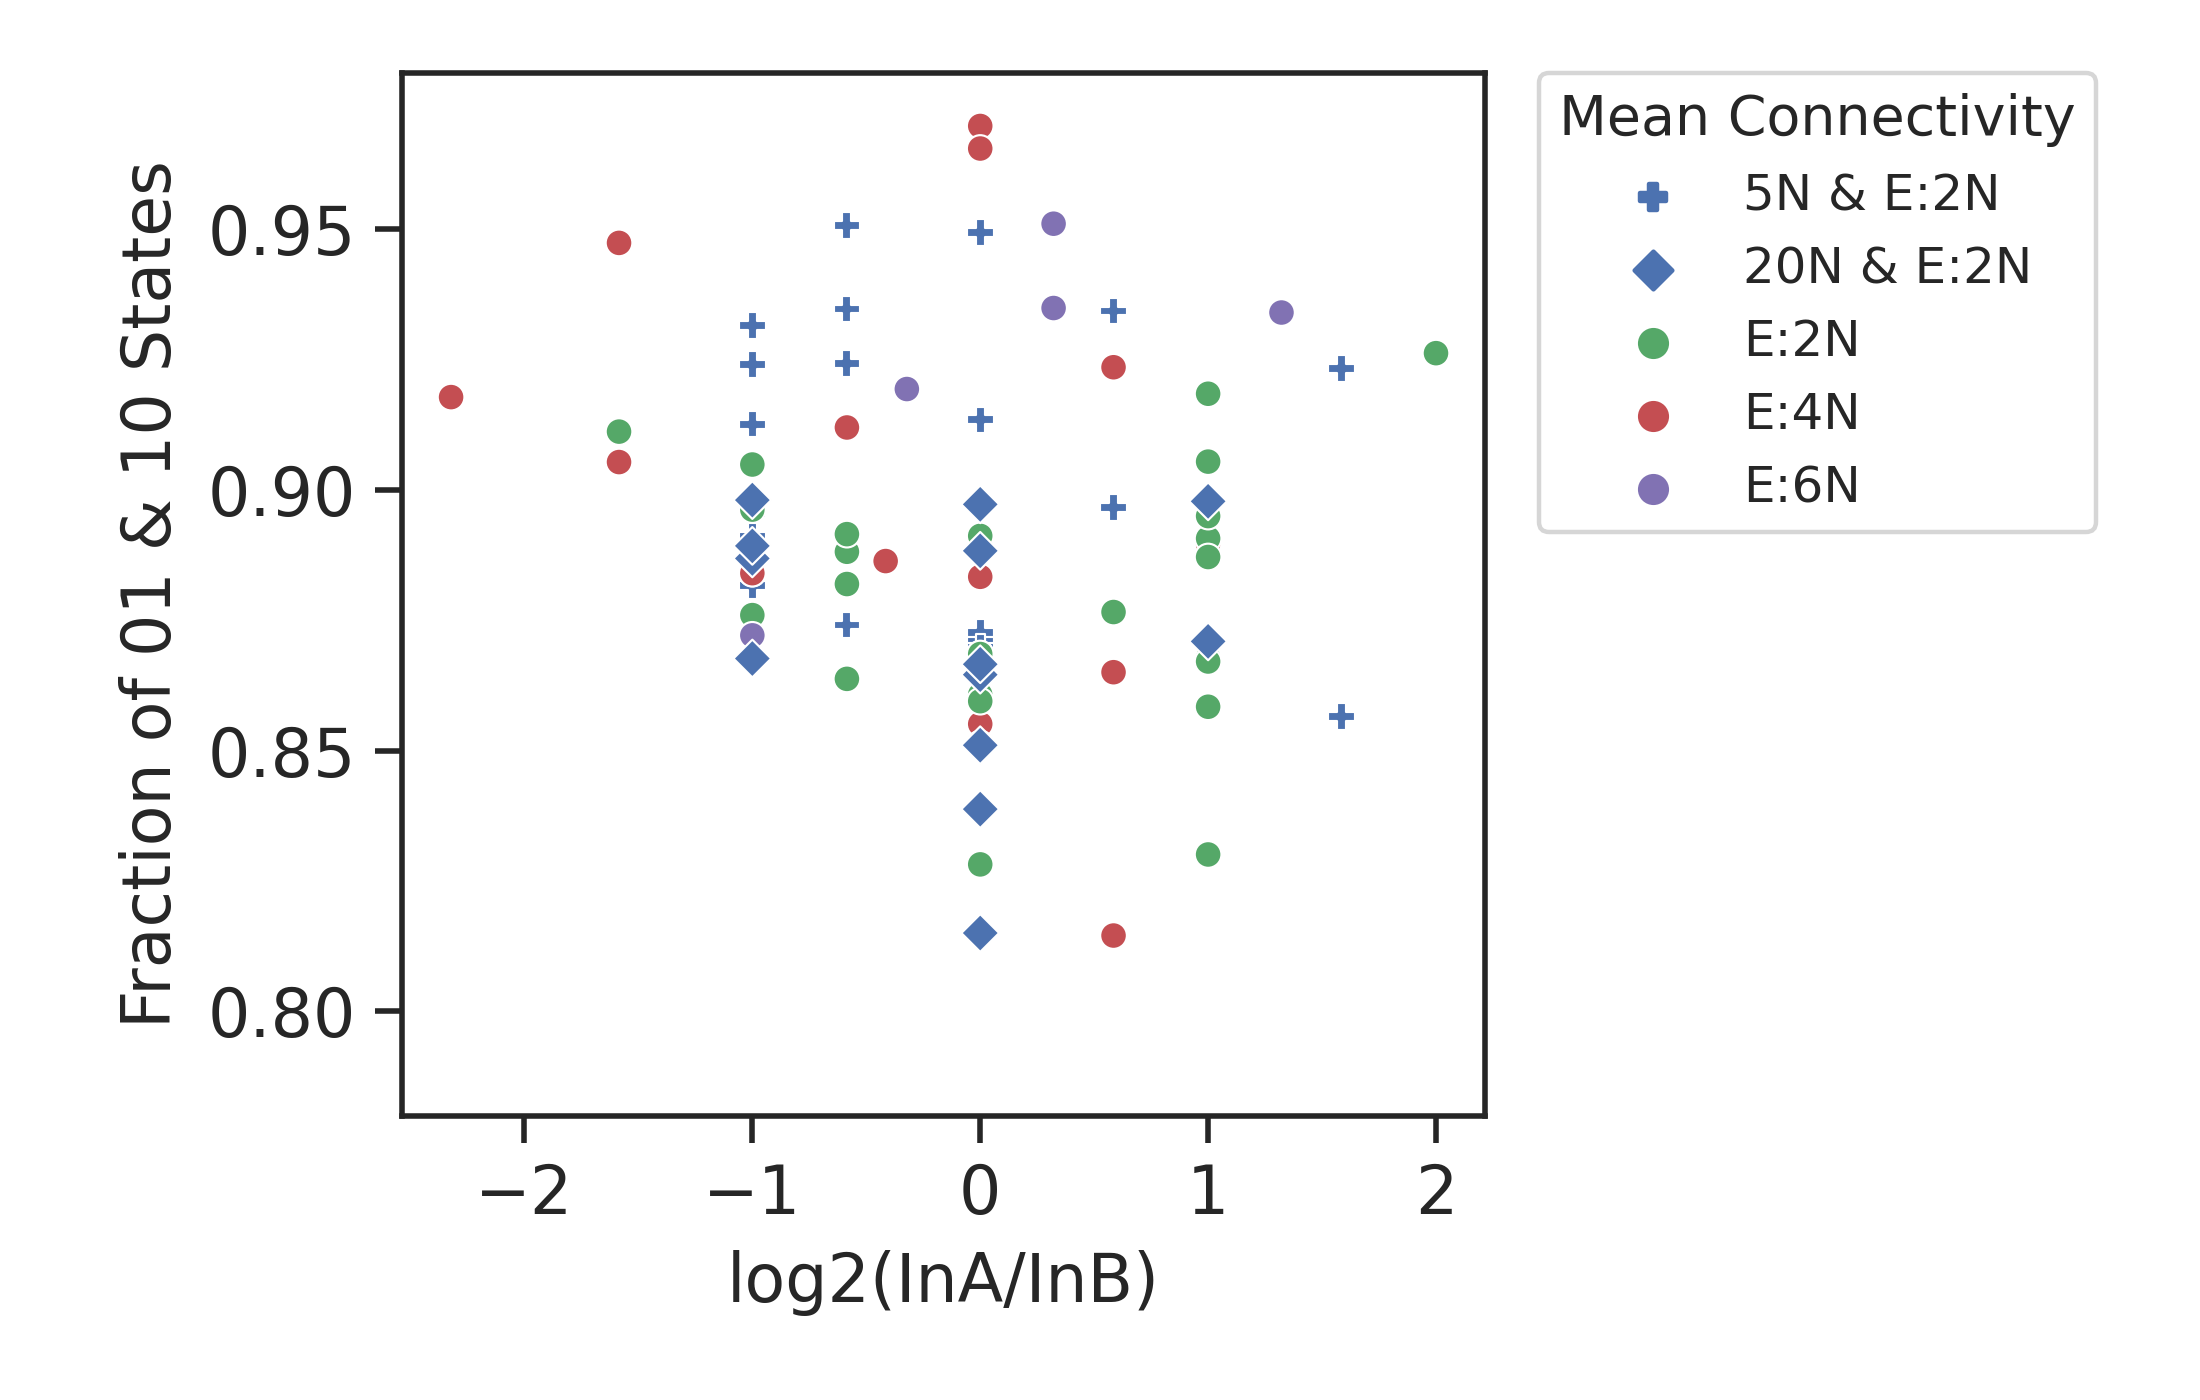 Fraction of 01 & 10 States
0.95
0.90
0.85
0.80
−2
−1
0
1
2
log2(InA/InB)
Mean Connectivity
5N & E:2N
20N & E:2N
E:2N
E:4N
E:6N